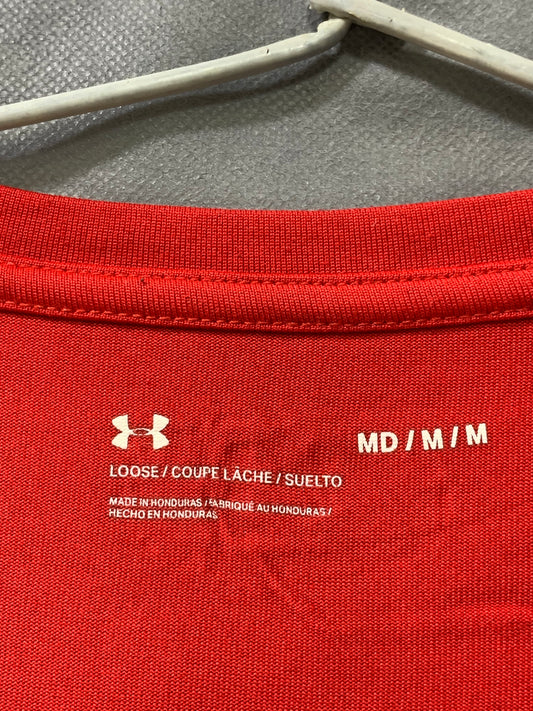 MD / M / M
LOOSE / COUPE LÂCHE / SUELTO
MADE IN HONDURAS / FABRIQUÉ AU HONDURAS /
HECHO EN HONDURAS